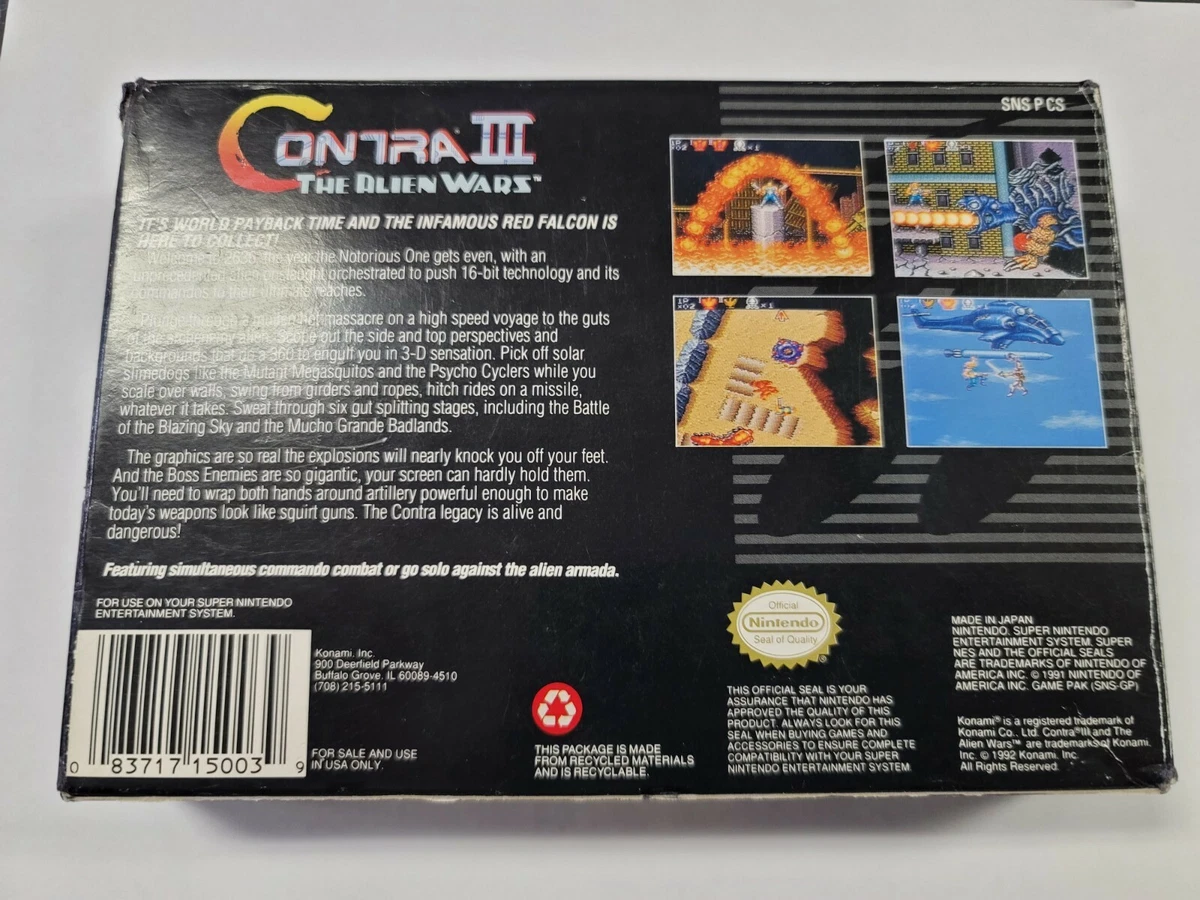 CONTRA III
THE ALIEN WARS™
SNS P CS
IT'S WORLD PAYBACK TIME AND THE INFAMOUS RED FALCON IS
HERE TO COLLECT!
the year the Notorious One gets even, with an
unprecedented alien onslaught orchestrated to push 16-bit technology and its
commandos to their ultimate reaches.
massacre on a high speed voyage to the guts
of the alien. Scope out the side and top perspectives and
backgrounds that do a 360 to engulf you in 3-D sensation. Pick off solar
slimedogs like the Mutant Megasquitos and the Psycho Cyclers while you
scale over walls, swing from girders and ropes, hitch rides on a missile,
whatever it takes. Sweat through six gut splitting stages, including the Battle
of the Blazing Sky and the Mucho Grande Badlands.
The graphics are so real the explosions will nearly knock you off your feet.
And the Boss Enemies are so gigantic, your screen can hardly hold them.
You'll need to wrap both hands around artillery powerful enough to make
today's weapons look like squirt guns. The Contra legacy is alive and
dangerous!
Featuring simultaneous commando combat or go solo against the alien armada.
FOR USE ON YOUR SUPER NINTENDO
ENTERTAINMENT SYSTEM.
0 83717 15003 9
Konami, Inc.
900 Deerfield Parkway
Buffalo Grove, IL 60089-4510
(708) 215-5111
FOR SALE AND USE
IN USA ONLY.
THIS PACKAGE IS MADE
FROM RECYCLED MATERIALS
AND IS RECYCLABLE.
Official
Nintendo
Seal of Quality
®
THIS OFFICIAL SEAL IS YOUR
ASSURANCE THAT NINTENDO HAS
APPROVED THE QUALITY OF THIS
PRODUCT. ALWAYS LOOK FOR THIS
SEAL WHEN BUYING GAMES AND
ACCESSORIES TO ENSURE COMPLETE
COMPATIBILITY WITH YOUR SUPER
NINTENDO ENTERTAINMENT SYSTEM.
MADE IN JAPAN
NINTENDO, SUPER NINTENDO
ENTERTAINMENT SYSTEM, SUPER
NES AND THE OFFICIAL SEALS
ARE TRADEMARKS OF NINTENDO OF
AMERICA INC. © 1991 NINTENDO OF
AMERICA INC. GAME PAK (SNS-GP)
Konami® is a registered trademark of
Konami Co., Ltd. Contra® III and The
Alien Wars™ are trademarks of Konami,
Inc. © 1992 Konami, Inc.
All Rights Reserved.